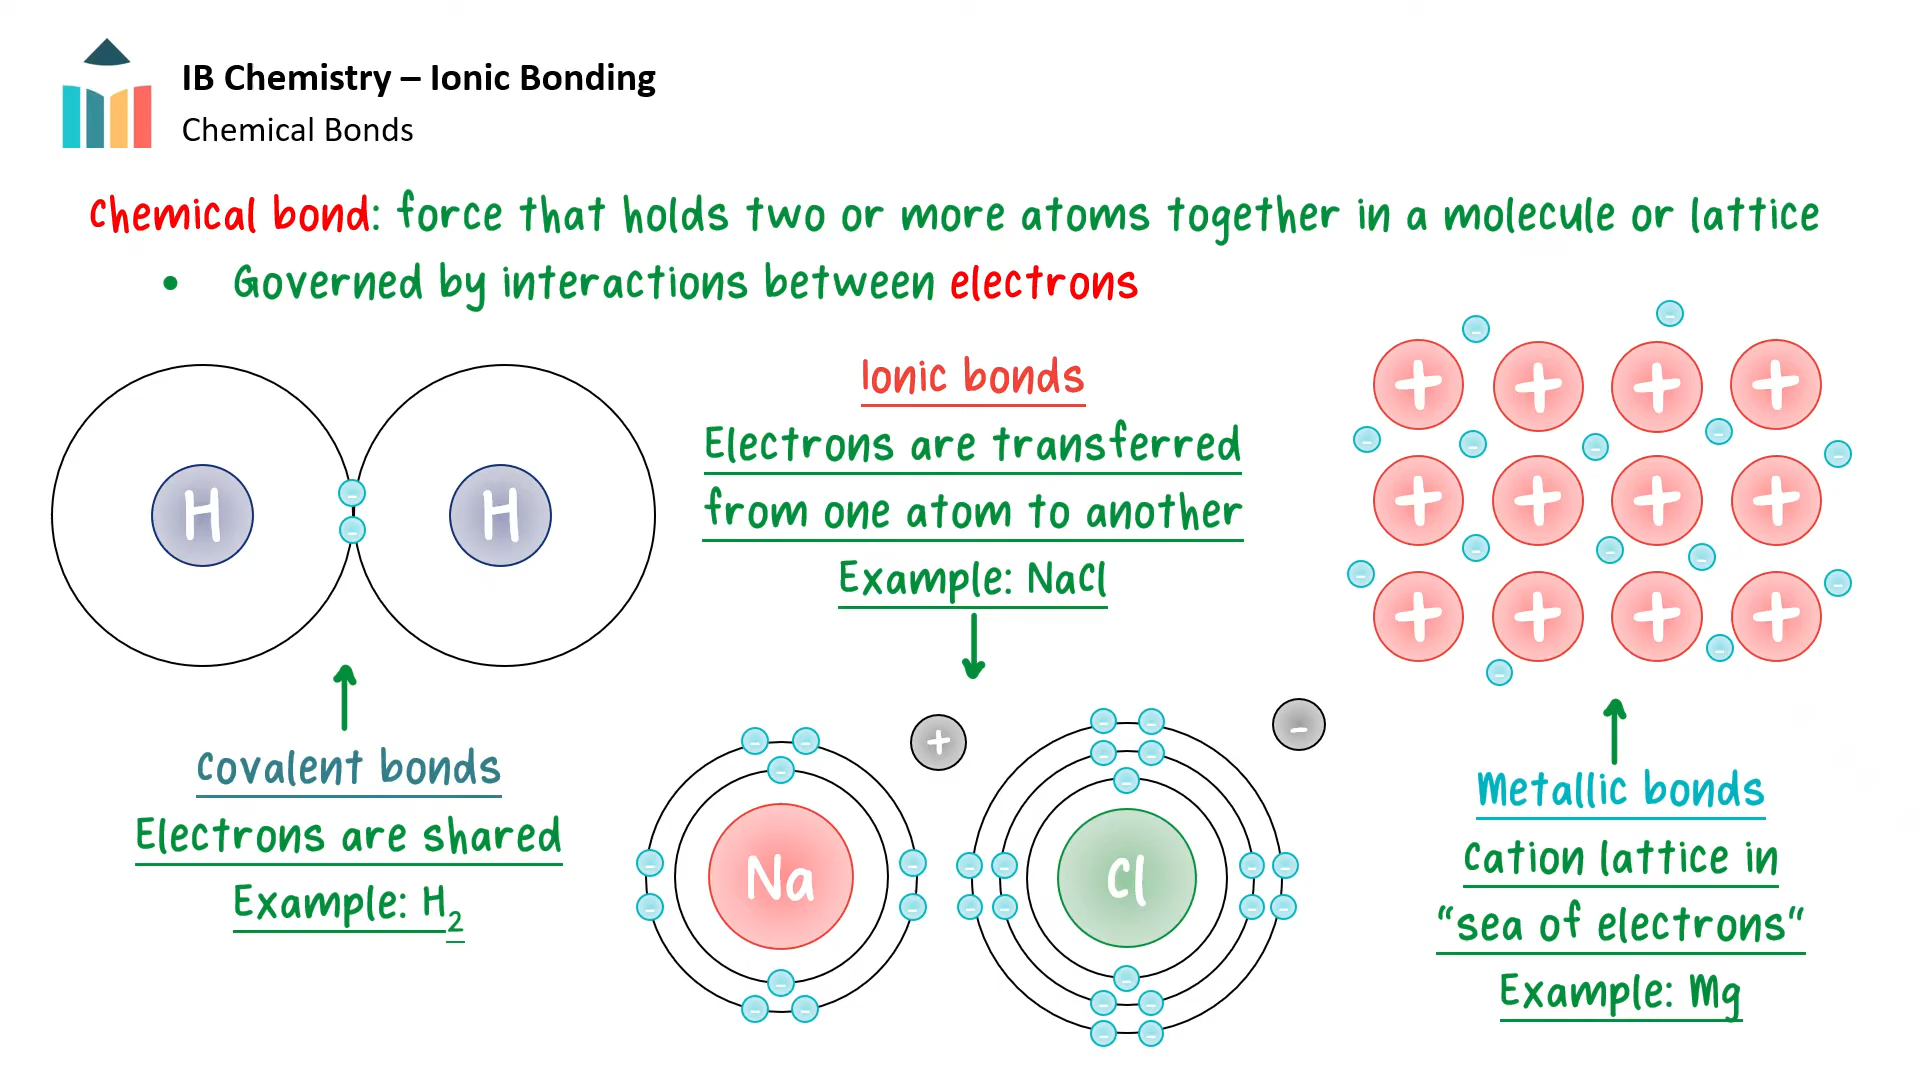 IB Chemistry – Ionic Bonding
Chemical Bonds
Chemical bond: force that holds two or more atoms together in a molecule or lattice
• Governed by interactions between electrons
H H
Covalent bonds
Electrons are shared
Example: H₂
Ionic bonds
Electrons are transferred
from one atom to another
Example: NaCl
+ -
Na Cl
+ + + +
+ + + +
+ + + +
Metallic bonds
Cation lattice in
“sea of electrons“
Example: Mg